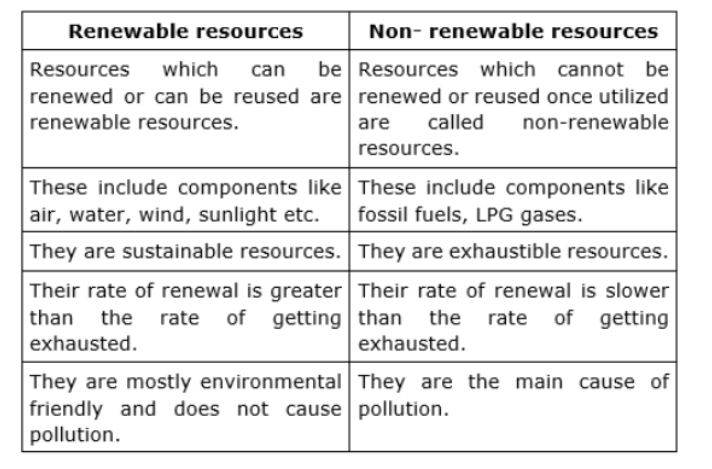 Renewable resources
Non- renewable resources
Resources which can be
renewed or can be reused are
renewable resources.
Resources which cannot be
renewed or reused once utilized
are called non-renewable
resources.
These include components like
air, water, wind, sunlight etc.
These include components like
fossil fuels, LPG gases.
They are sustainable resources.
They are exhaustible resources.
Their rate of renewal is greater
than the rate of getting
exhausted.
Their rate of renewal is slower
than the rate of getting
exhausted.
They are mostly environmental
friendly and does not cause
pollution.
They are the main cause of
pollution.